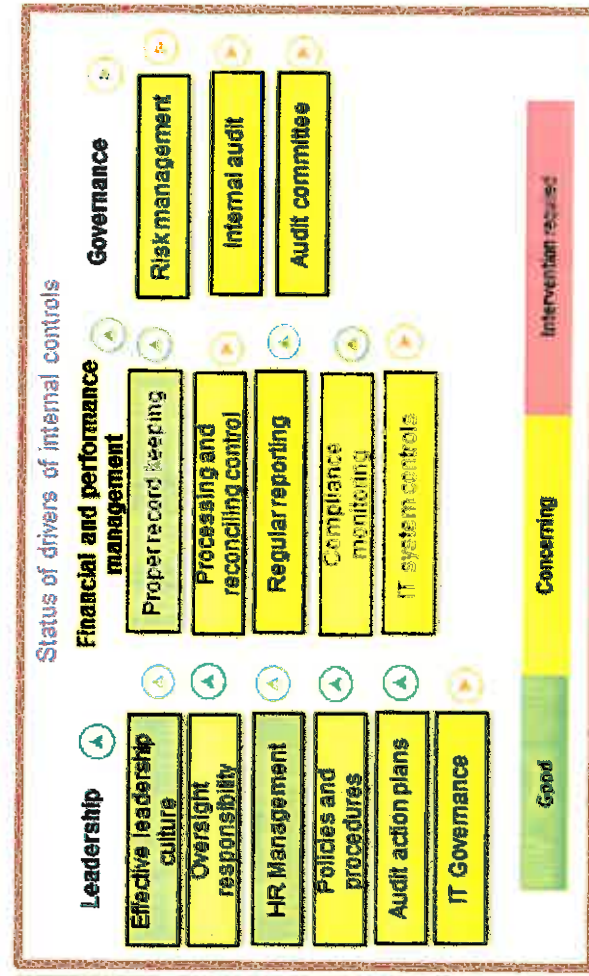 Status of drivers of internal controls
Leadership
Effective leadership
culture
Oversight
responsibility
HR Management
Policies and
procedures
Audit action plans
IT Governance
Financial and performance
management
Proper record keeping
Processing and
reconciling control
Regular reporting
Compliance
monitoring
IT system controls
Governance
Risk management
Internal audit
Audit committee
Good
Concerning
Intervention required